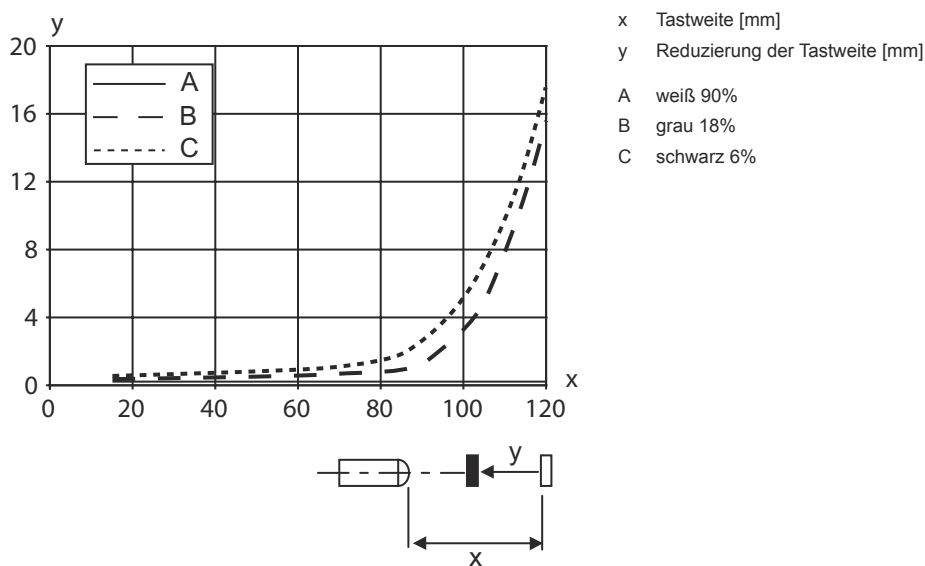 y
20
16
12
8
4
0
A
B
C
0 20 40 60 80 100 120
x
y
x
x Tastweite [mm]
y Reduzierung der Tastweite [mm]
A weiß 90%
B grau 18%
C schwarz 6%